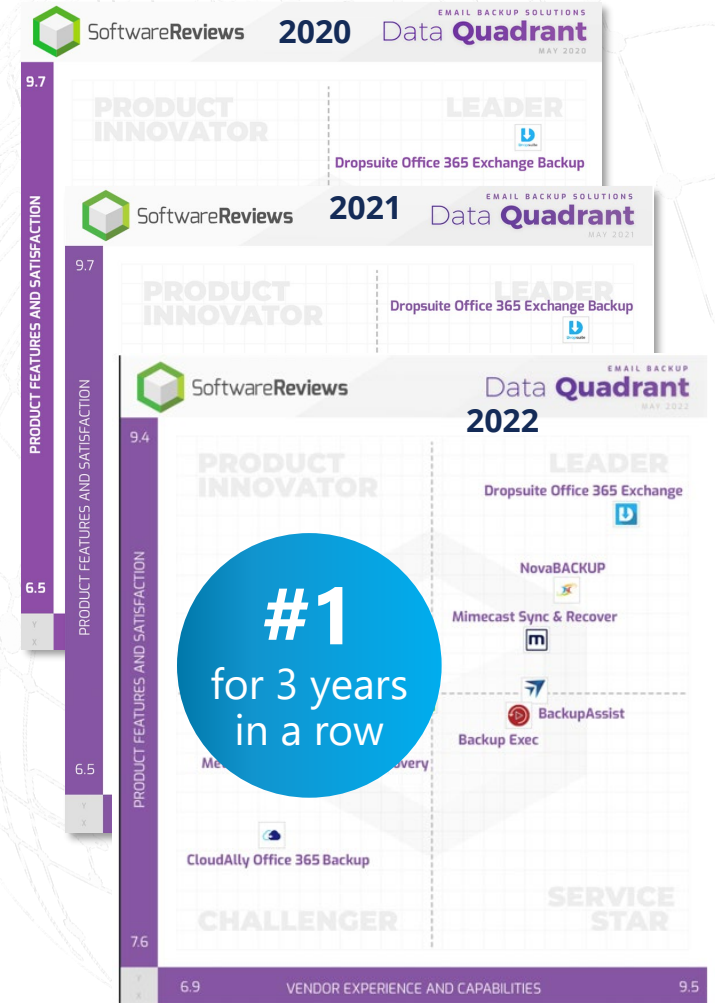 SoftwareReviews
2020
EMAIL BACKUP SOLUTIONS
Data Quadrant
MAY 2020
9.7
PRODUCT
INNOVATOR
LEADER
dropsuite
Dropsuite Office 365 Exchange Backup
PRODUCT FEATURES AND SATISFACTION
6.5
Y
X
SoftwareReviews
2021
EMAIL BACKUP SOLUTIONS
Data Quadrant
MAY 2021
9.7
PRODUCT
INNOVATOR
LEADER
Dropsuite Office 365 Exchange Backup
dropsuite
PRODUCT FEATURES AND SATISFACTION
6.5
Y
X
SoftwareReviews
EMAIL BACKUP
Data Quadrant
MAY 2022
2022
9.4
PRODUCT
INNOVATOR
LEADER
Dropsuite Office 365 Exchange
NovaBACKUP
Mimecast Sync & Recover
m
BackupAssist
Backup Exec
#1
for 3 years
in a row
CloudAlly Office 365 Backup
PRODUCT FEATURES AND SATISFACTION
CHALLENGER
SERVICE
STAR
7.6
Y
X
6.9
VENDOR EXPERIENCE AND CAPABILITIES
9.5